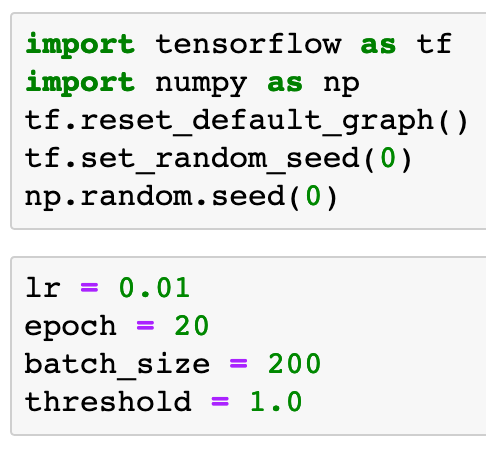 import tensorflow as tf
import numpy as np
tf.reset_default_graph()
tf.set_random_seed(0)
np.random.seed(0)
lr = 0.01
epoch = 20
batch_size = 200
threshold = 1.0